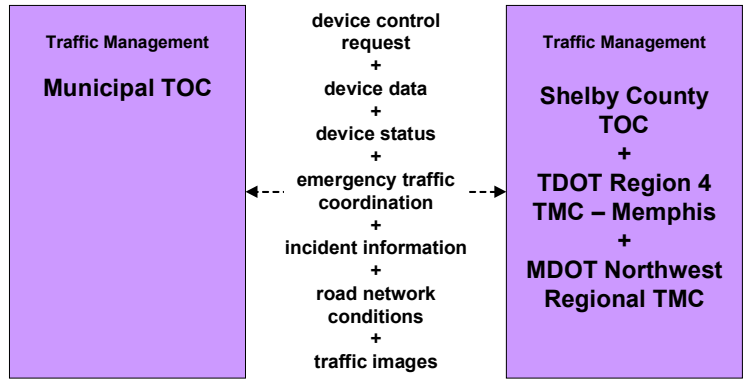 Traffic Management
Municipal TOC
device control
request
+
device data
+
device status
+
emergency traffic
coordination
+
incident information
+
road network
conditions
+
traffic images
Traffic Management
Shelby County
TOC
+
TDOT Region 4
TMC – Memphis
+
MDOT Northwest
Regional TMC